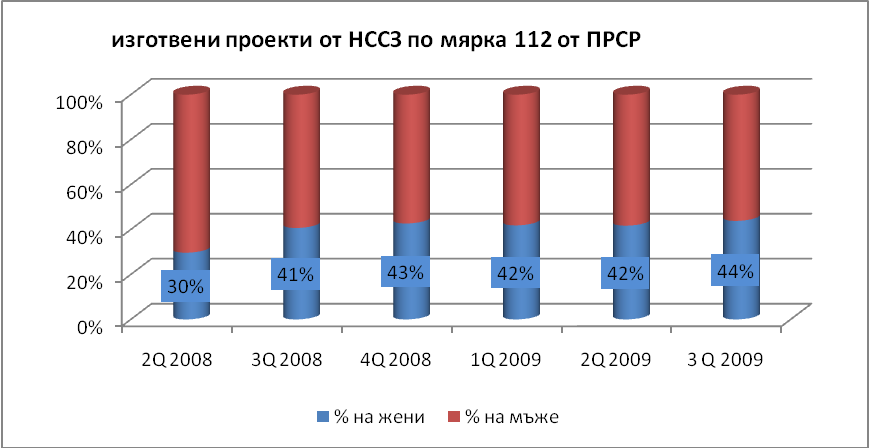 изготвени проекти от НССЗ по мярка 112 от ПРСР
100%
80%
60%
40%
20%
0%
30%
41%
43%
42%
42%
44%
2Q 2008
3Q 2008
4Q 2008
1Q 2009
2Q 2009
3 Q 2009
% на жени
% на мъже